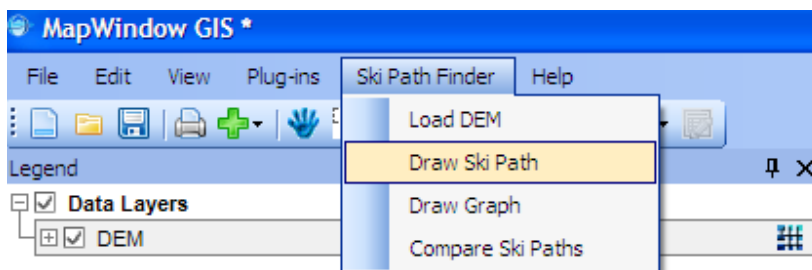 MapWindow GIS *
File Edit View Plug-ins Ski Path Finder Help
Load DEM
Draw Ski Path
Draw Graph
Compare Ski Paths
Legend
Data Layers
DEM